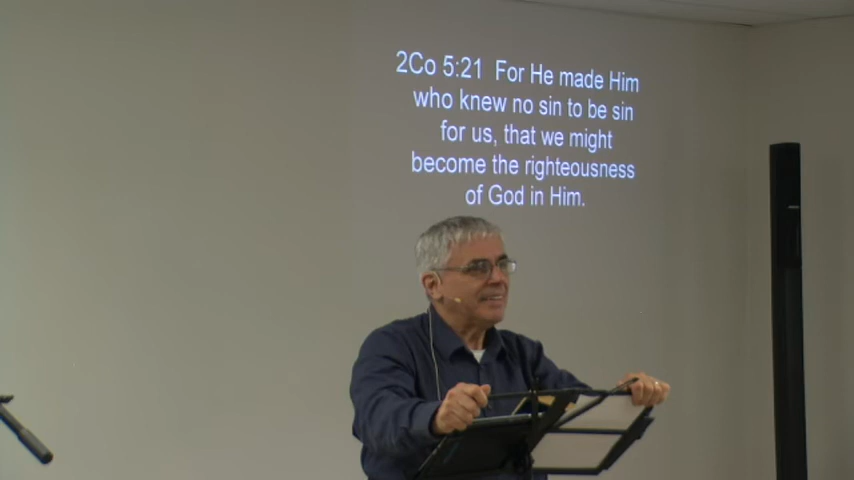 2Co 5:21 For He made Him
who knew no sin to be sin
for us, that we might
become the righteousness
of God in Him.